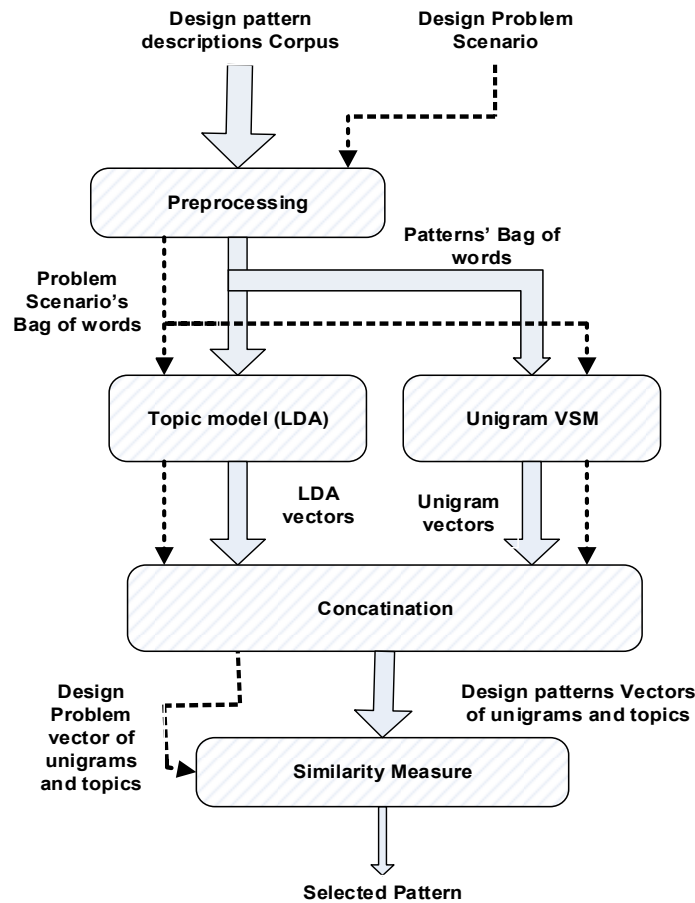 Design pattern
descriptions Corpus
Design Problem
Scenario
Preprocessing
Patterns' Bag of
words
Problem
Scenario's
Bag of words
Topic model (LDA)
Unigram VSM
LDA
vectors
Unigram
vectors
Concatination
Design
Problem
vector of
unigrams
and topics
Design patterns Vectors
of unigrams and topics
Similarity Measure
Selected Pattern